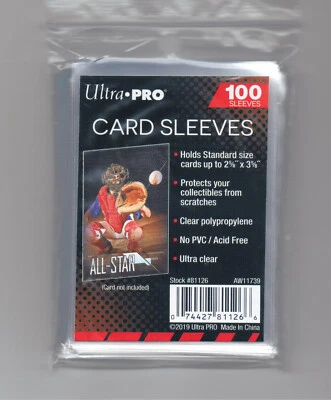 Ultra•PRO
100
SLEEVES
CARD SLEEVES
• Holds Standard size
cards up to 2⅝" x 3⅝"
• Protects your
collectibles from
scratches
• Clear polypropylene
• No PVC / Acid Free
• Ultra clear
ALL-STAR
(Card not included)
Stock #81126
AW11739
0 74427 81126 6
©2019 Ultra PRO Made In China